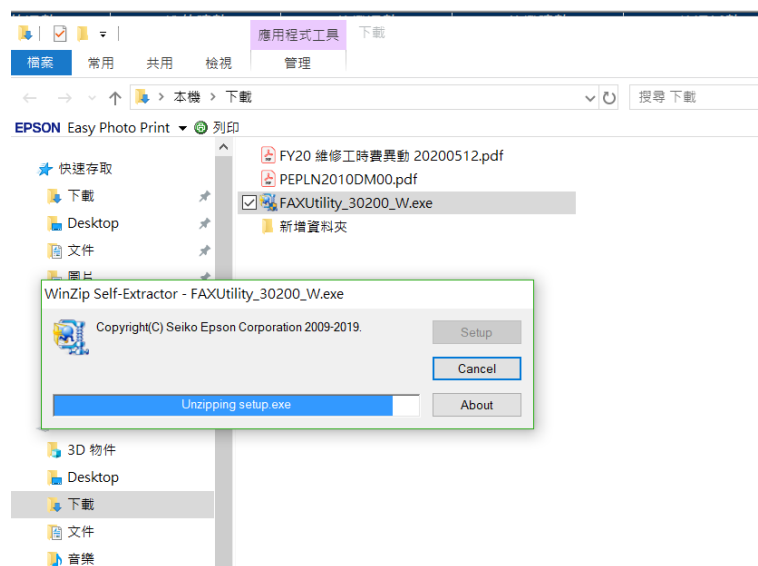 應用程式工具 下載
檔案 常用 共用 檢視 管理
本機 > 下載
搜尋 下載
EPSON Easy Photo Print 列印
快速存取
下載
Desktop
文件
圖片
FY20 維修工時費異動 20200512.pdf
PEPLN2010DM00.pdf
FAXUtility_30200_W.exe
新增資料夾
WinZip Self-Extractor - FAXUtility_30200_W.exe
Copyright(C) Seiko Epson Corporation 2009-2019.
Setup
Cancel
Unzipping setup.exe
About
3D 物件
Desktop
下載
文件
音樂